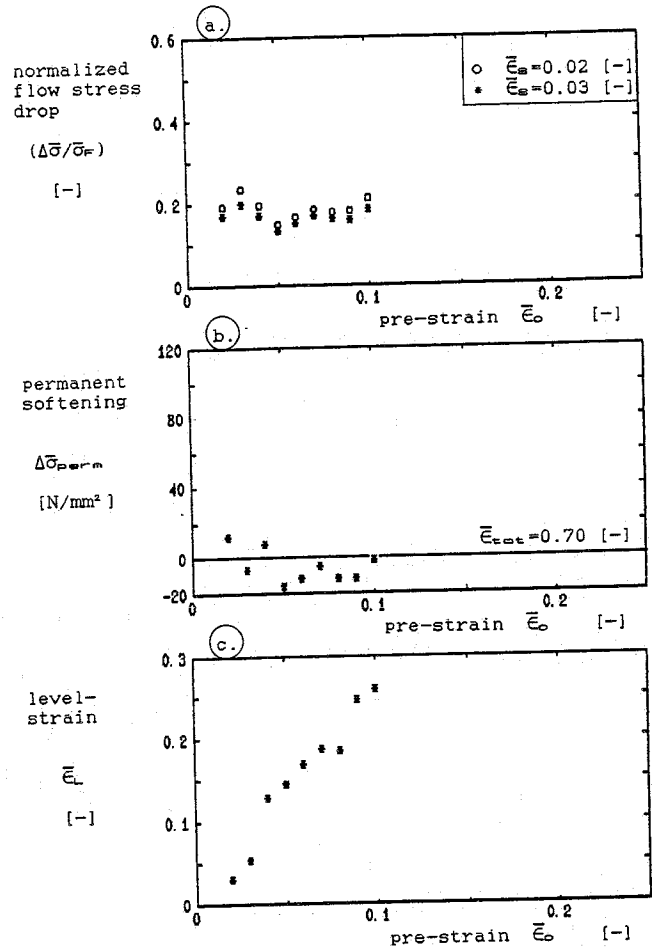 a.
normalized
flow stress
drop
(Δσ̄/σ̄F)
[-]
0.6
0.4
0.2
0
0.1
0.2
o ε̄s=0.02 [-]
* ε̄s=0.03 [-]
pre-strain ε̄o [-]
b.
permanent
softening
Δσ̄perm
[N/mm²]
120
80
40
0
-20
0
0.1
0.2
ε̄tot=0.70 [-]
pre-strain ε̄o [-]
c.
level-
strain
ε̄L
[-]
0.3
0.2
0.1
0
0
0.1
0.2
pre-strain ε̄o [-]